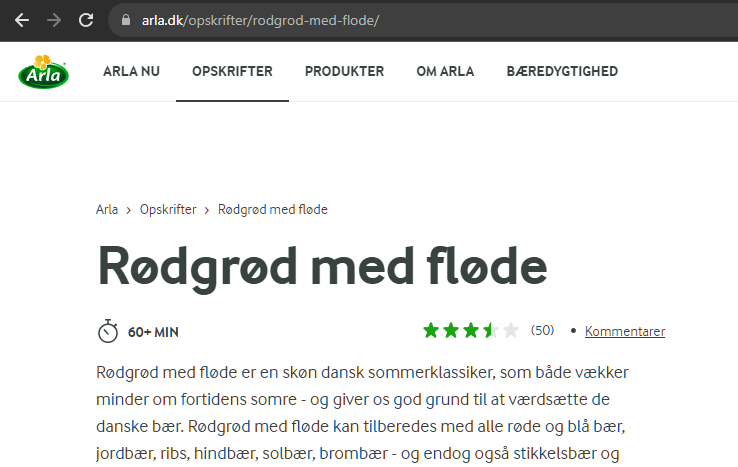 arla.dk/opskrifter/rodgrod-med-flode/
Arla
ARLA NU OPSKRIFTER PRODUKTER OM ARLA BÆREDYGTIGHED
Arla > Opskrifter > Rødgrød med fløde
Rødgrød med fløde
60+ MIN (50) • Kommentarer
Rødgrød med fløde er en skøn dansk sommerklassiker, som både vækker
minder om fortidens somre - og giver os god grund til at værdsætte de
danske bær. Rødgrød med fløde kan tilberedes med alle røde og blå bær,
jordbær, ribs, hindbær, solbær, brombær - og endog også stikkelsbær og